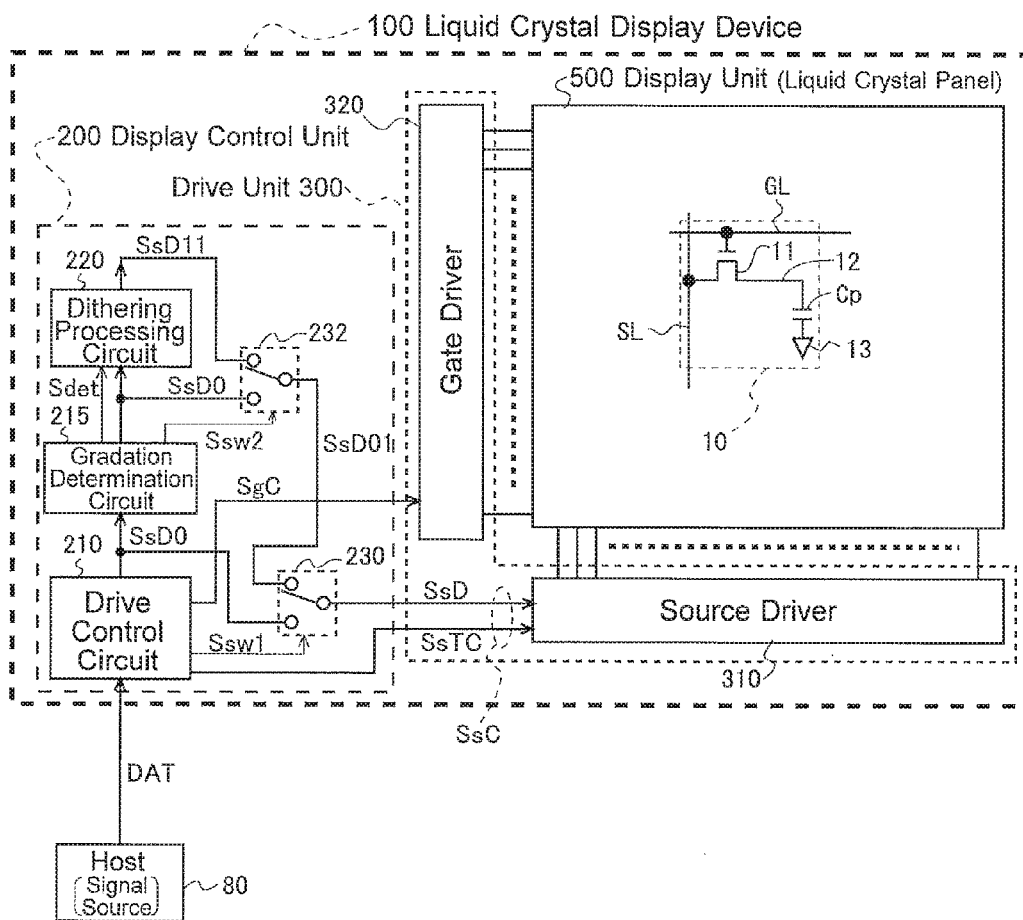 100 Liquid Crystal Display Device
500 Display Unit (Liquid Crystal Panel)
320
200 Display Control Unit
Drive Unit 300
GL
SsD11
11
12
220
Cp
Dithering
Processing
Circuit
Gate Driver
232
SL
13
Sdet
SsD0
215
10
Ssw2
SsD01
Gradation
Determination
Circuit
SgC
SsD0
210
230
Drive
Control
Circuit
SsD
Source Driver
Ssw1
SsTC
310
SsC
DAT
Host
Signal
Source
80